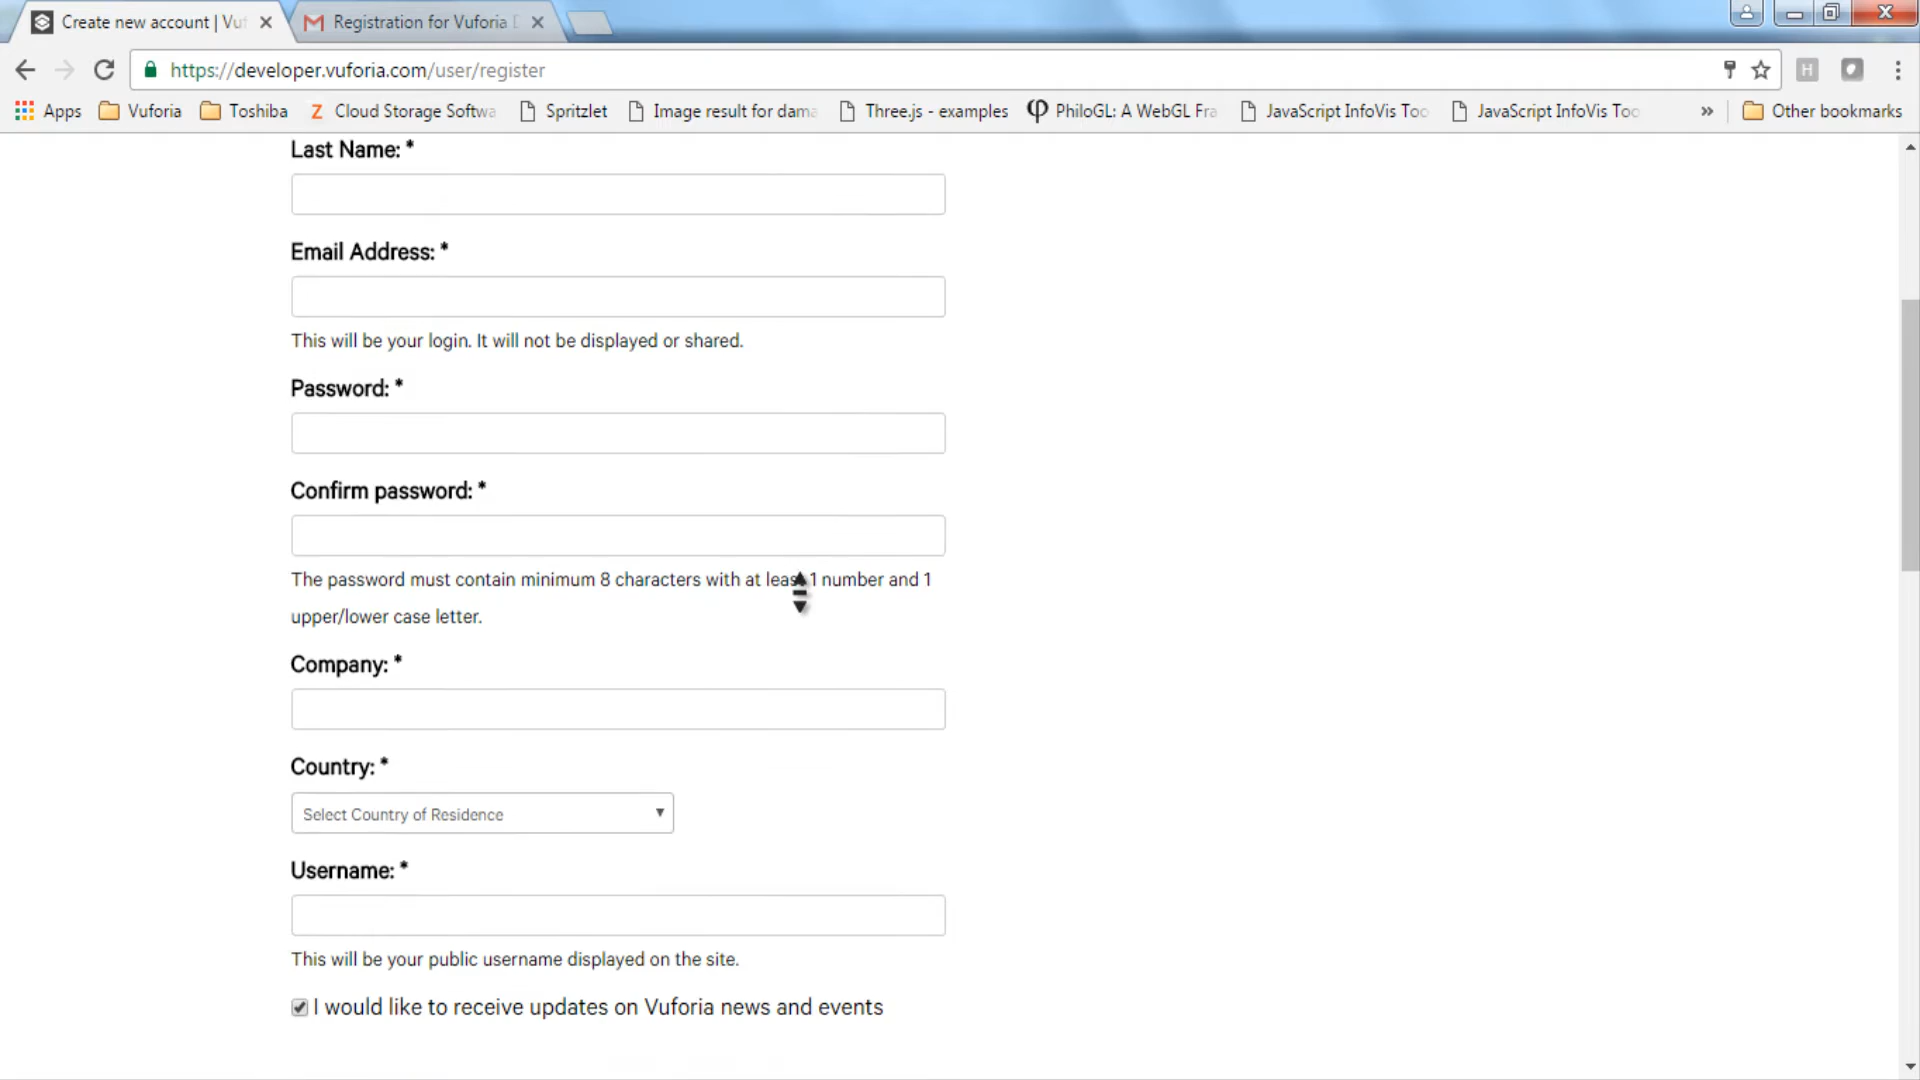 Create new account | Vuf
Registration for Vuforia D
https://developer.vuforia.com/user/register
H
Apps
Vuforia
Toshiba
Z Cloud Storage Softwa
Spritzlet
Image result for dama
Three.js - examples
PhiloGL: A WebGL Fra
JavaScript InfoVis Too
JavaScript InfoVis Too
»
Other bookmarks
Last Name: *
Email Address: *
This will be your login. It will not be displayed or shared.
Password: *
Confirm password: *
The password must contain minimum 8 characters with at least 1 number and 1
upper/lower case letter.
Company: *
Country: *
Select Country of Residence
Username: *
This will be your public username displayed on the site.
I would like to receive updates on Vuforia news and events